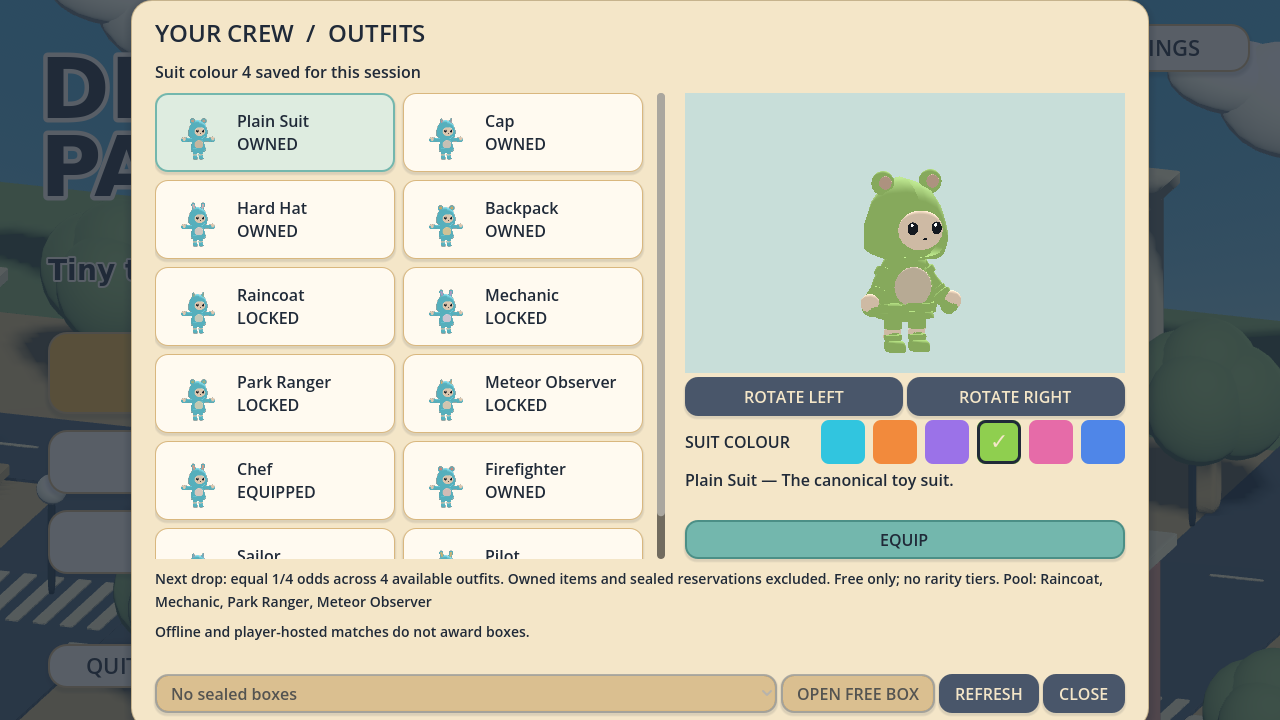 YOUR CREW / OUTFITS
Suit colour 4 saved for this session
Plain Suit
OWNED
Cap
OWNED
Hard Hat
OWNED
Backpack
OWNED
Raincoat
LOCKED
Mechanic
LOCKED
Park Ranger
LOCKED
Meteor Observer
LOCKED
Chef
EQUIPPED
Firefighter
OWNED
Sailor
Pilot
ROTATE LEFT
ROTATE RIGHT
SUIT COLOUR
✓
Plain Suit — The canonical toy suit.
EQUIP
Next drop: equal 1/4 odds across 4 available outfits. Owned items and sealed reservations excluded. Free only; no rarity tiers. Pool: Raincoat,
Mechanic, Park Ranger, Meteor Observer
Offline and player-hosted matches do not award boxes.
No sealed boxes
OPEN FREE BOX
REFRESH
CLOSE
Tiny